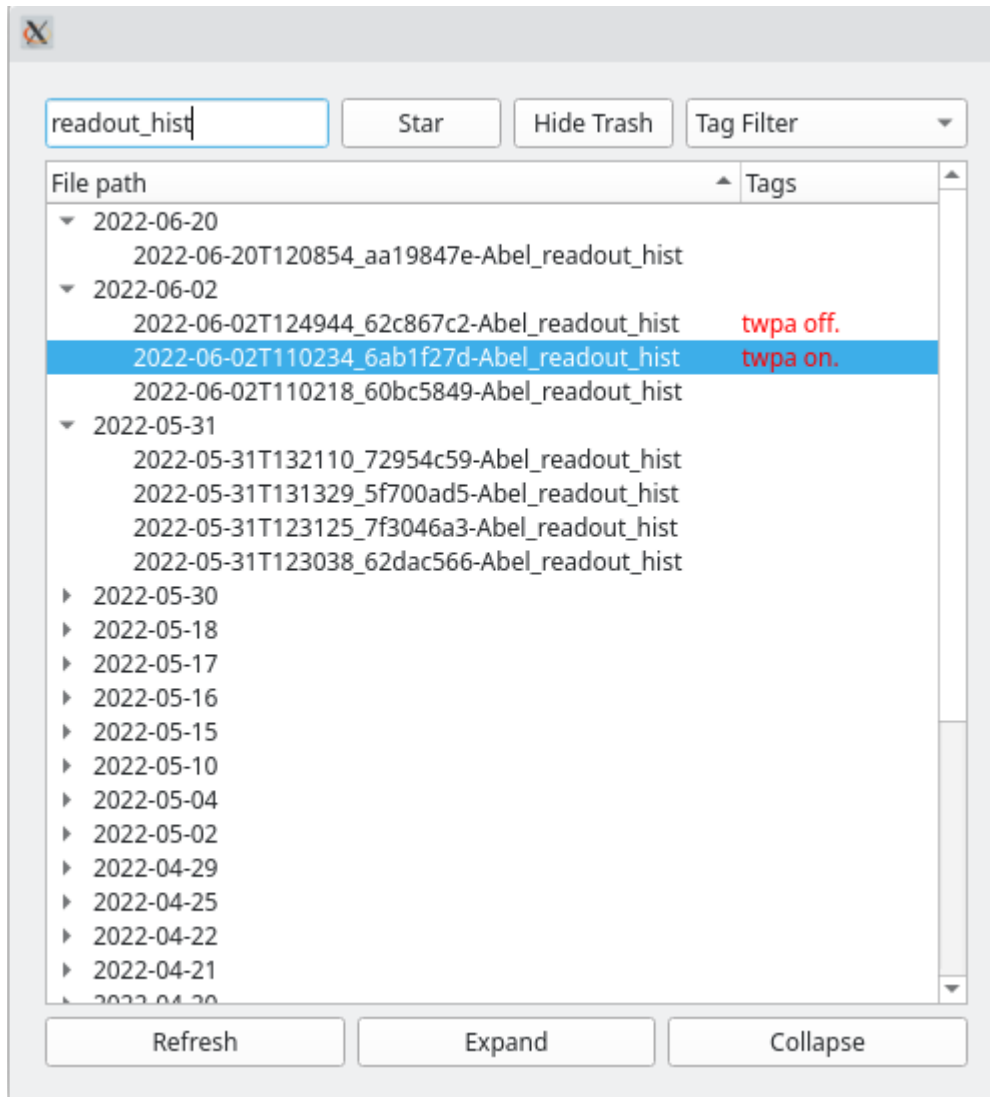 readout_hist Star Hide Trash Tag Filter
File path Tags
2022-06-20
2022-06-20T120854_aa19847e-Abel_readout_hist
2022-06-02
2022-06-02T124944_62c867c2-Abel_readout_hist twpa off.
2022-06-02T110234_6ab1f27d-Abel_readout_hist twpa on.
2022-06-02T110218_60bc5849-Abel_readout_hist
2022-05-31
2022-05-31T132110_72954c59-Abel_readout_hist
2022-05-31T131329_5f700ad5-Abel_readout_hist
2022-05-31T123125_7f3046a3-Abel_readout_hist
2022-05-31T123038_62dac566-Abel_readout_hist
2022-05-30
2022-05-18
2022-05-17
2022-05-16
2022-05-15
2022-05-10
2022-05-04
2022-05-02
2022-04-29
2022-04-25
2022-04-22
2022-04-21
2022-04-20
Refresh Expand Collapse